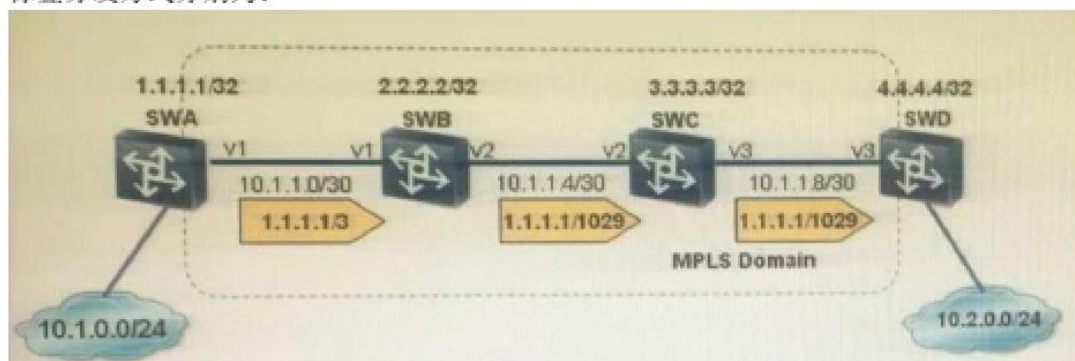 1.1.1.1/32
2.2.2.2/32
3.3.3.3/32
4.4.4.4/32
SWA
SWB
SWC
SWD
v1
v1
v2
v2
v3
v3
10.1.1.0/30
10.1.1.4/30
10.1.1.8/30
1.1.1.1/3
1.1.1.1/1029
1.1.1.1/1029
MPLS Domain
10.1.0.0/24
10.2.0.0/24